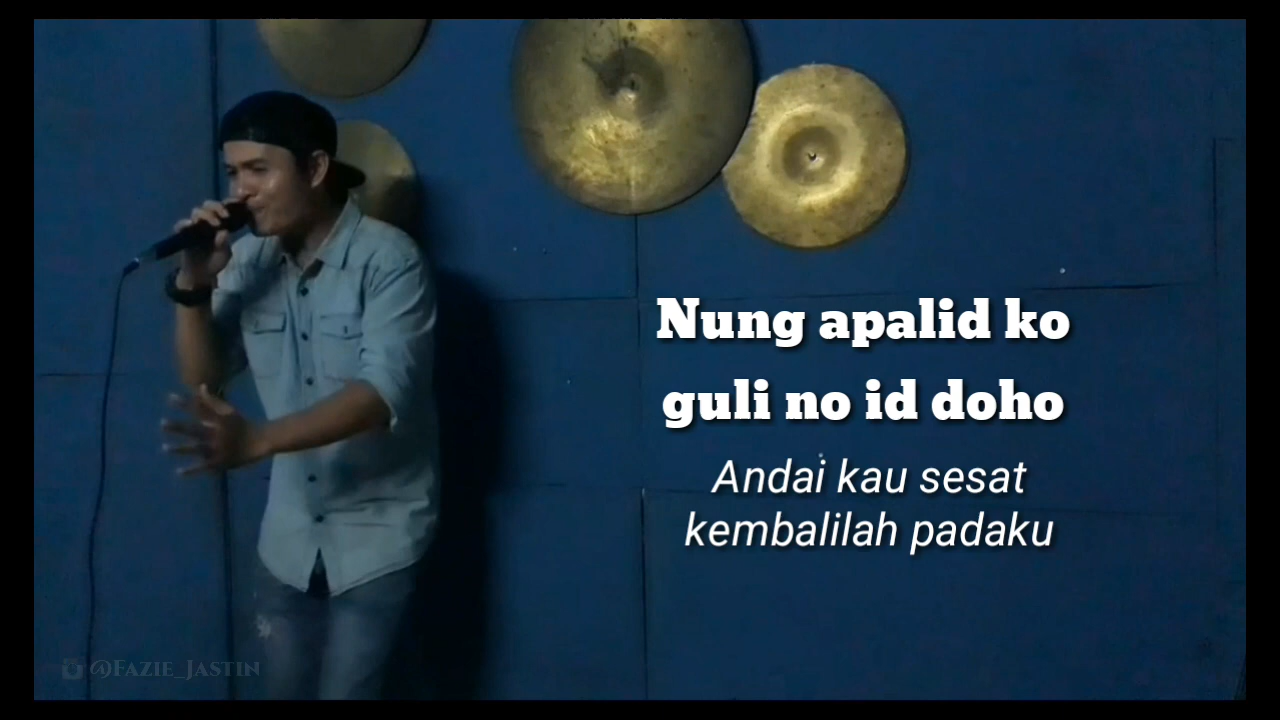 Nung apalid ko
guli no id doho
Andai kau sesat
kembalilah padaku
@Fazie_Jastin